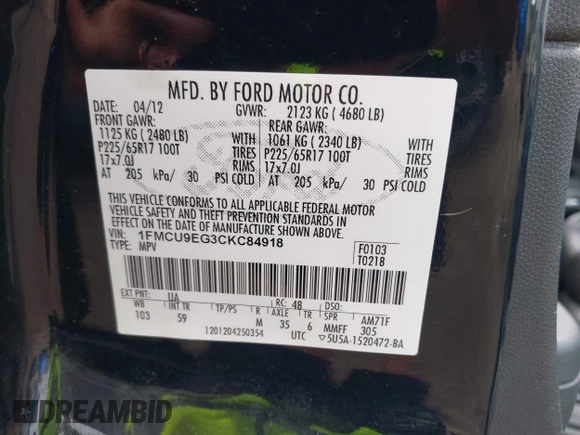 MFD. BY FORD MOTOR CO.
DATE: 04/12 GVWR: 2123 KG ( 4680 LB)
FRONT GAWR: REAR GAWR:
1125 KG ( 2480 LB) 1061 KG ( 2340 LB)
P225/65R17 100T TIRES P225/65R17 100T TIRES
17x7.0J RIMS 17x7.0J RIMS
AT 205 kPa/ 30 PSI COLD AT 205 kPa/ 30 PSI COLD
THIS VEHICLE CONFORMS TO ALL APPLICABLE FEDERAL MOTOR
VEHICLE SAFETY AND THEFT PREVENTION STANDARDS IN
EFFECT ON THE DATE OF MANUFACTURE SHOWN ABOVE.
VIN: 1FMCU9EG3CKC84918 F0103
TYPE: MPV T0218
EXT PNT: UA RC: 48 DSO:
WB INT TR TP/PS R AXLE TR SPR AM71F
103 59 M 35 6 MMFF 305
1201204250354 UTC ▽5U5A-1520472-BA
DREAMBID